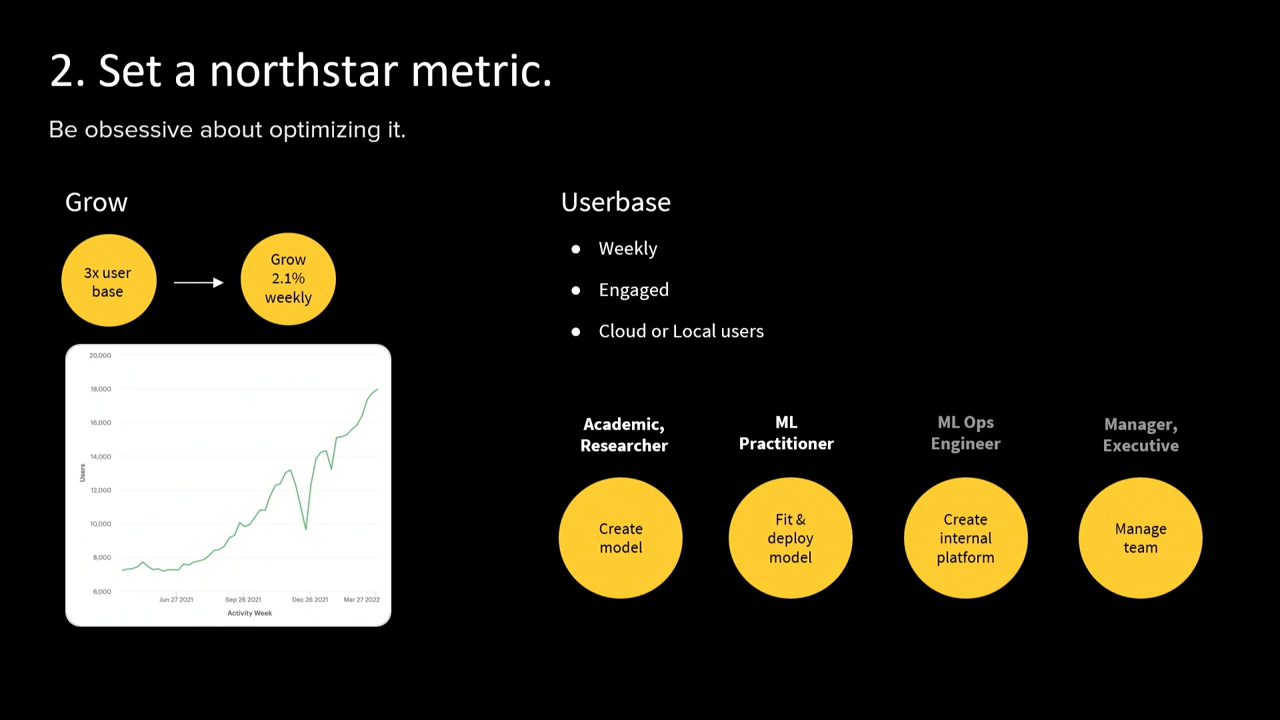 2. Set a northstar metric.
Be obsessive about optimizing it.
Grow
3x user
base
Grow
2.1%
weekly
20,000
18,000
16,000
14,000
12,000
10,000
8,000
6,000
Users
Jun 27 2021
Sep 26 2021
Dec 26 2021
Mar 27 2022
Activity Week
Userbase
● Weekly
● Engaged
● Cloud or Local users
Academic,
Researcher
ML
Practitioner
ML Ops
Engineer
Manager,
Executive
Create
model
Fit &
deploy
model
Create
internal
platform
Manage
team